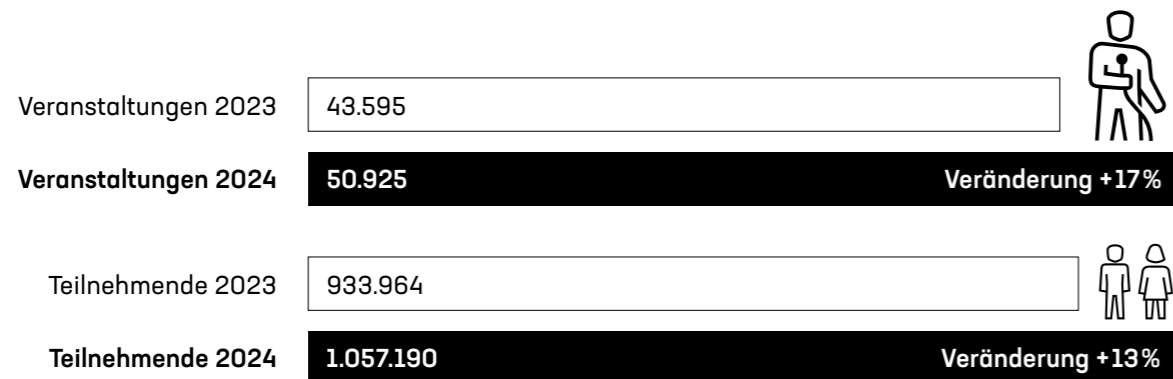 Veranstaltungen 2023 43.595
Veranstaltungen 2024 50.925 Veränderung +17%
Teilnehmende 2023 933.964
Teilnehmende 2024 1.057.190 Veränderung +13%